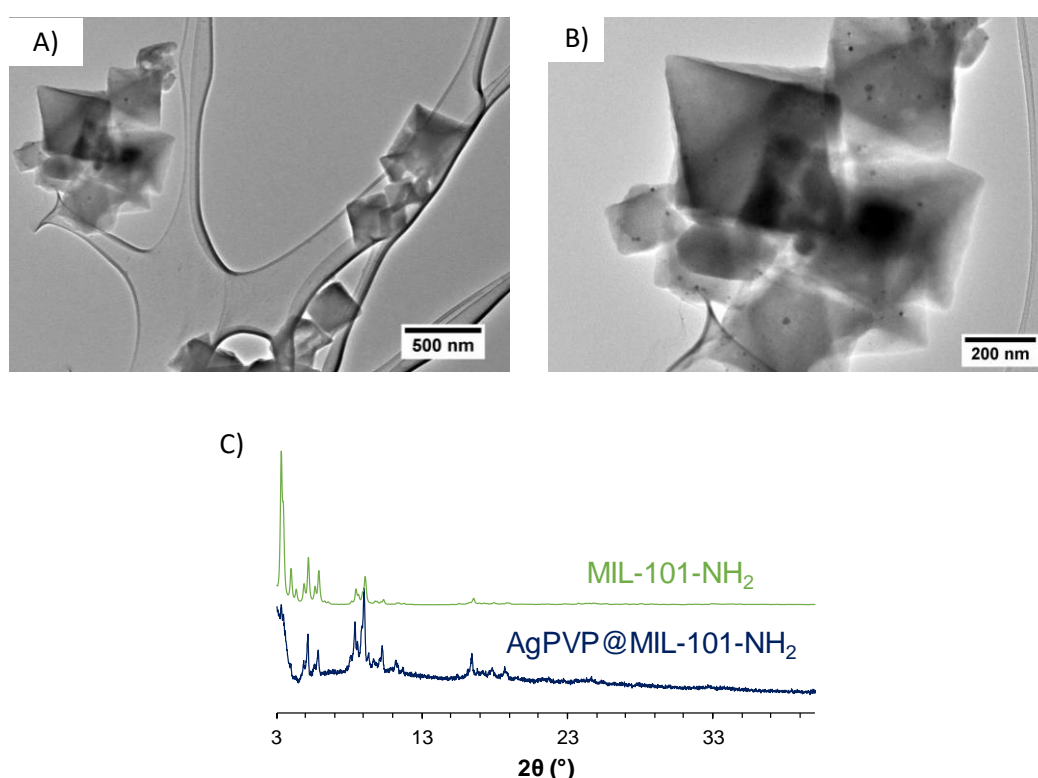 A)
B)
500 nm
200 nm
C)
MIL-101-NH₂
AgPVP@MIL-101-NH₂
3
13
23
33
2θ (°)